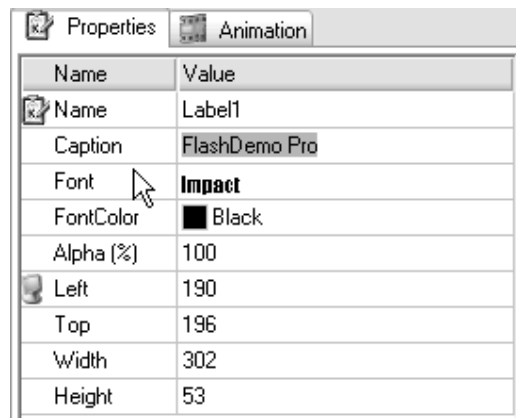 Properties Animation
Name Value
Name Label1
Caption FlashDemo Pro
Font Impact
FontColor Black
Alpha (%) 100
Left 190
Top 196
Width 302
Height 53